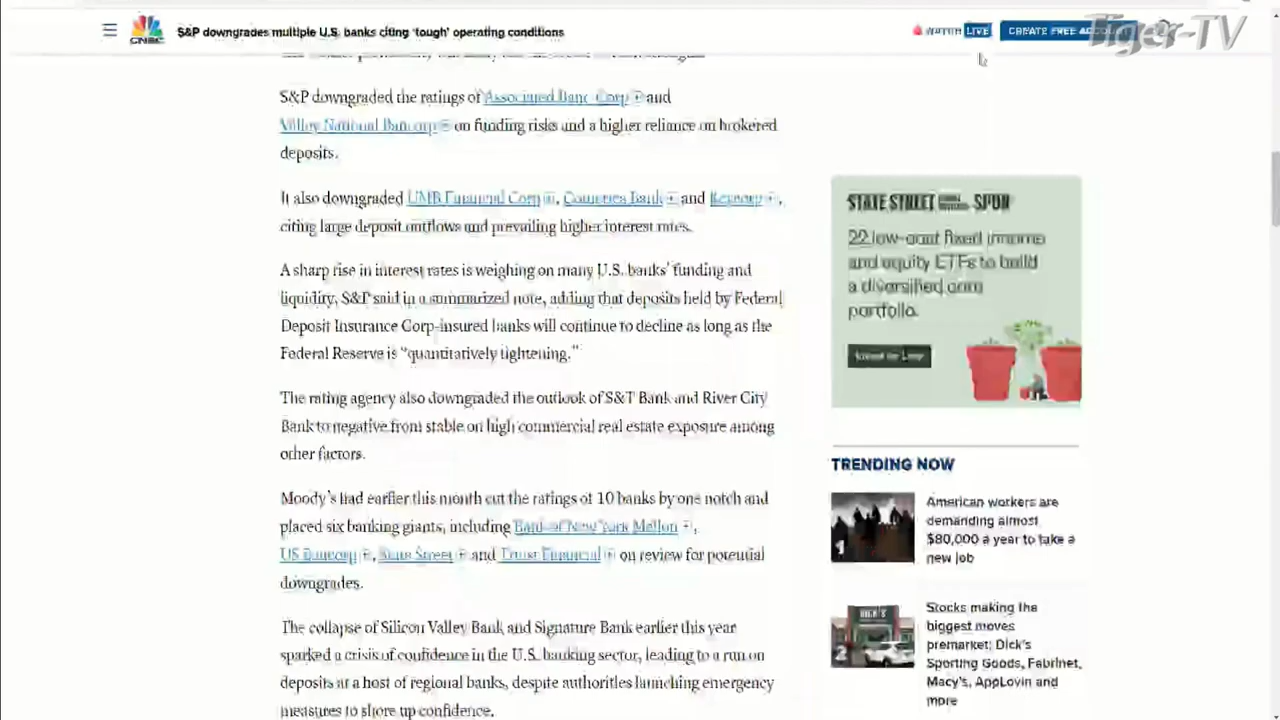 CNBC
S&P downgrades multiple U.S. banks citing 'tough' operating conditions
WATCH LIVE
CREATE FREE ACCOUNT
Tiger-TV
S&P downgraded the ratings of Associated Banc-Corp and
Valley National Bancorp on funding risks and a higher reliance on brokered
deposits.
It also downgraded UMB Financial Corp, Comerica Bank and Keycorp,
citing large deposit outflows and prevailing higher interest rates.
A sharp rise in interest rates is weighing on many U.S. banks' funding and
liquidity, S&P said in a summarized note, adding that deposits held by Federal
Deposit Insurance Corp-insured banks will continue to decline as long as the
Federal Reserve is “quantitatively tightening.”
The rating agency also downgraded the outlook of S&T Bank and River City
Bank to negative from stable on high commercial real estate exposure among
other factors.
Moody's had earlier this month cut the ratings of 10 banks by one notch and
placed six banking giants, including Bank of New York Mellon,
US Bancorp, State Street and Truist Financial on review for potential
downgrades.
The collapse of Silicon Valley Bank and Signature Bank earlier this year
sparked a crisis of confidence in the U.S. banking sector, leading to a run on
deposits at a host of regional banks, despite authorities launching emergency
measures to shore up confidence.
STATE STREET SPDR
22 low-cost fixed income
and equity ETFs to build
a diversified core
portfolio.
TRENDING NOW
1
American workers are
demanding almost
$80,000 a year to take a
new job
DICK'S
2
Stocks making the
biggest moves
premarket: Dick's
Sporting Goods, Fabrinet,
Macy's, AppLovin and
more